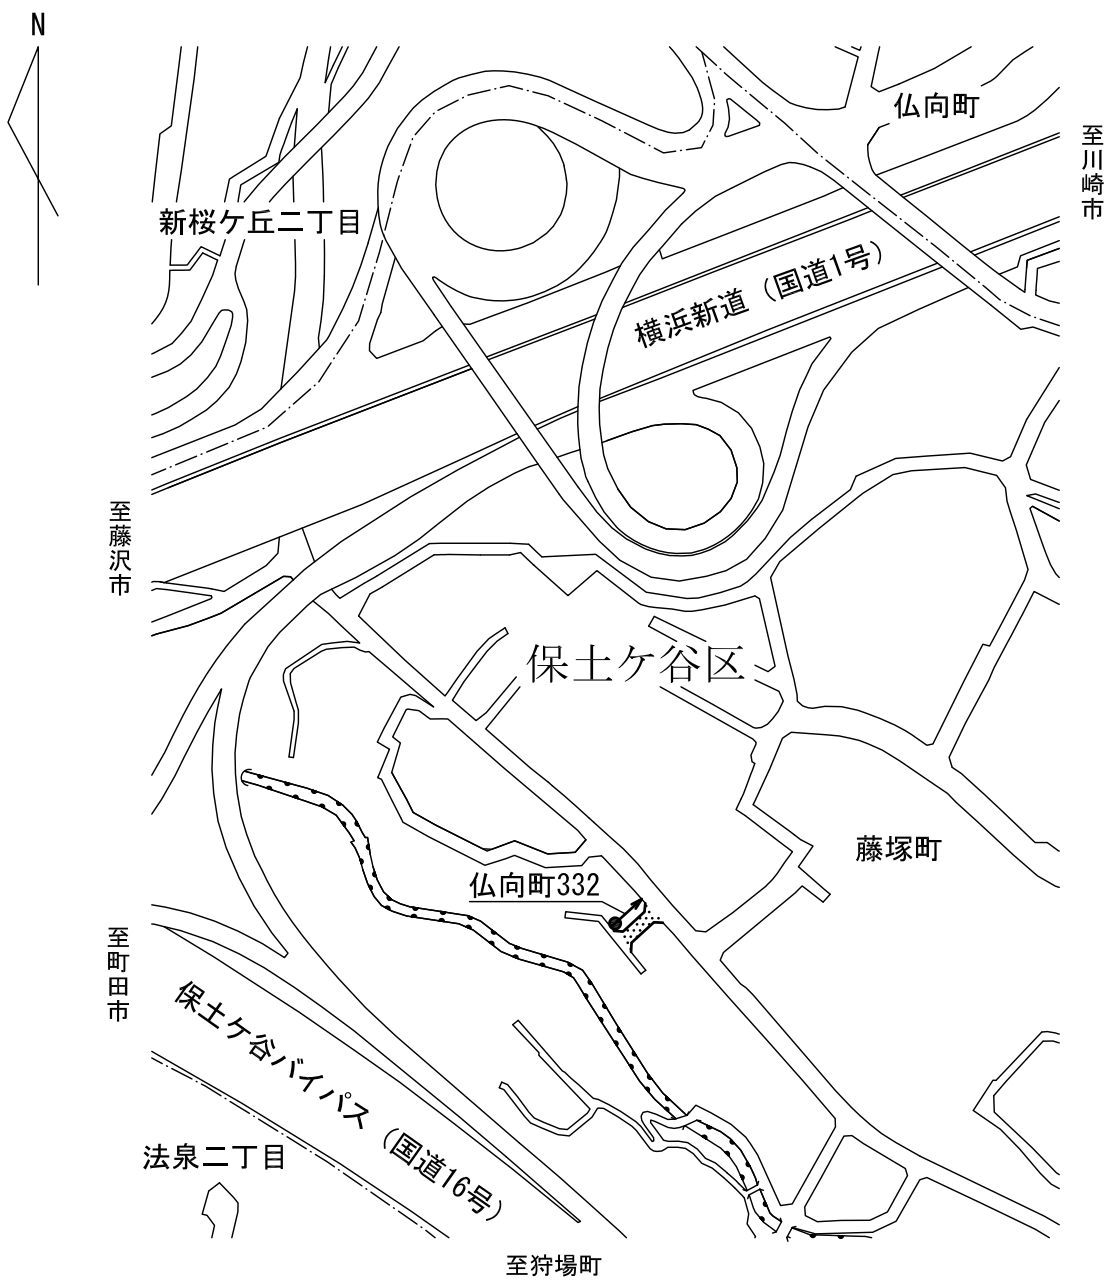 N
仏向町
至川崎市
新桜ケ丘二丁目
横浜新道（国道1号）
至藤沢市
保土ケ谷区
藤塚町
仏向町332
至町田市
保土ケ谷バイパス（国道16号）
法泉二丁目
至狩場町